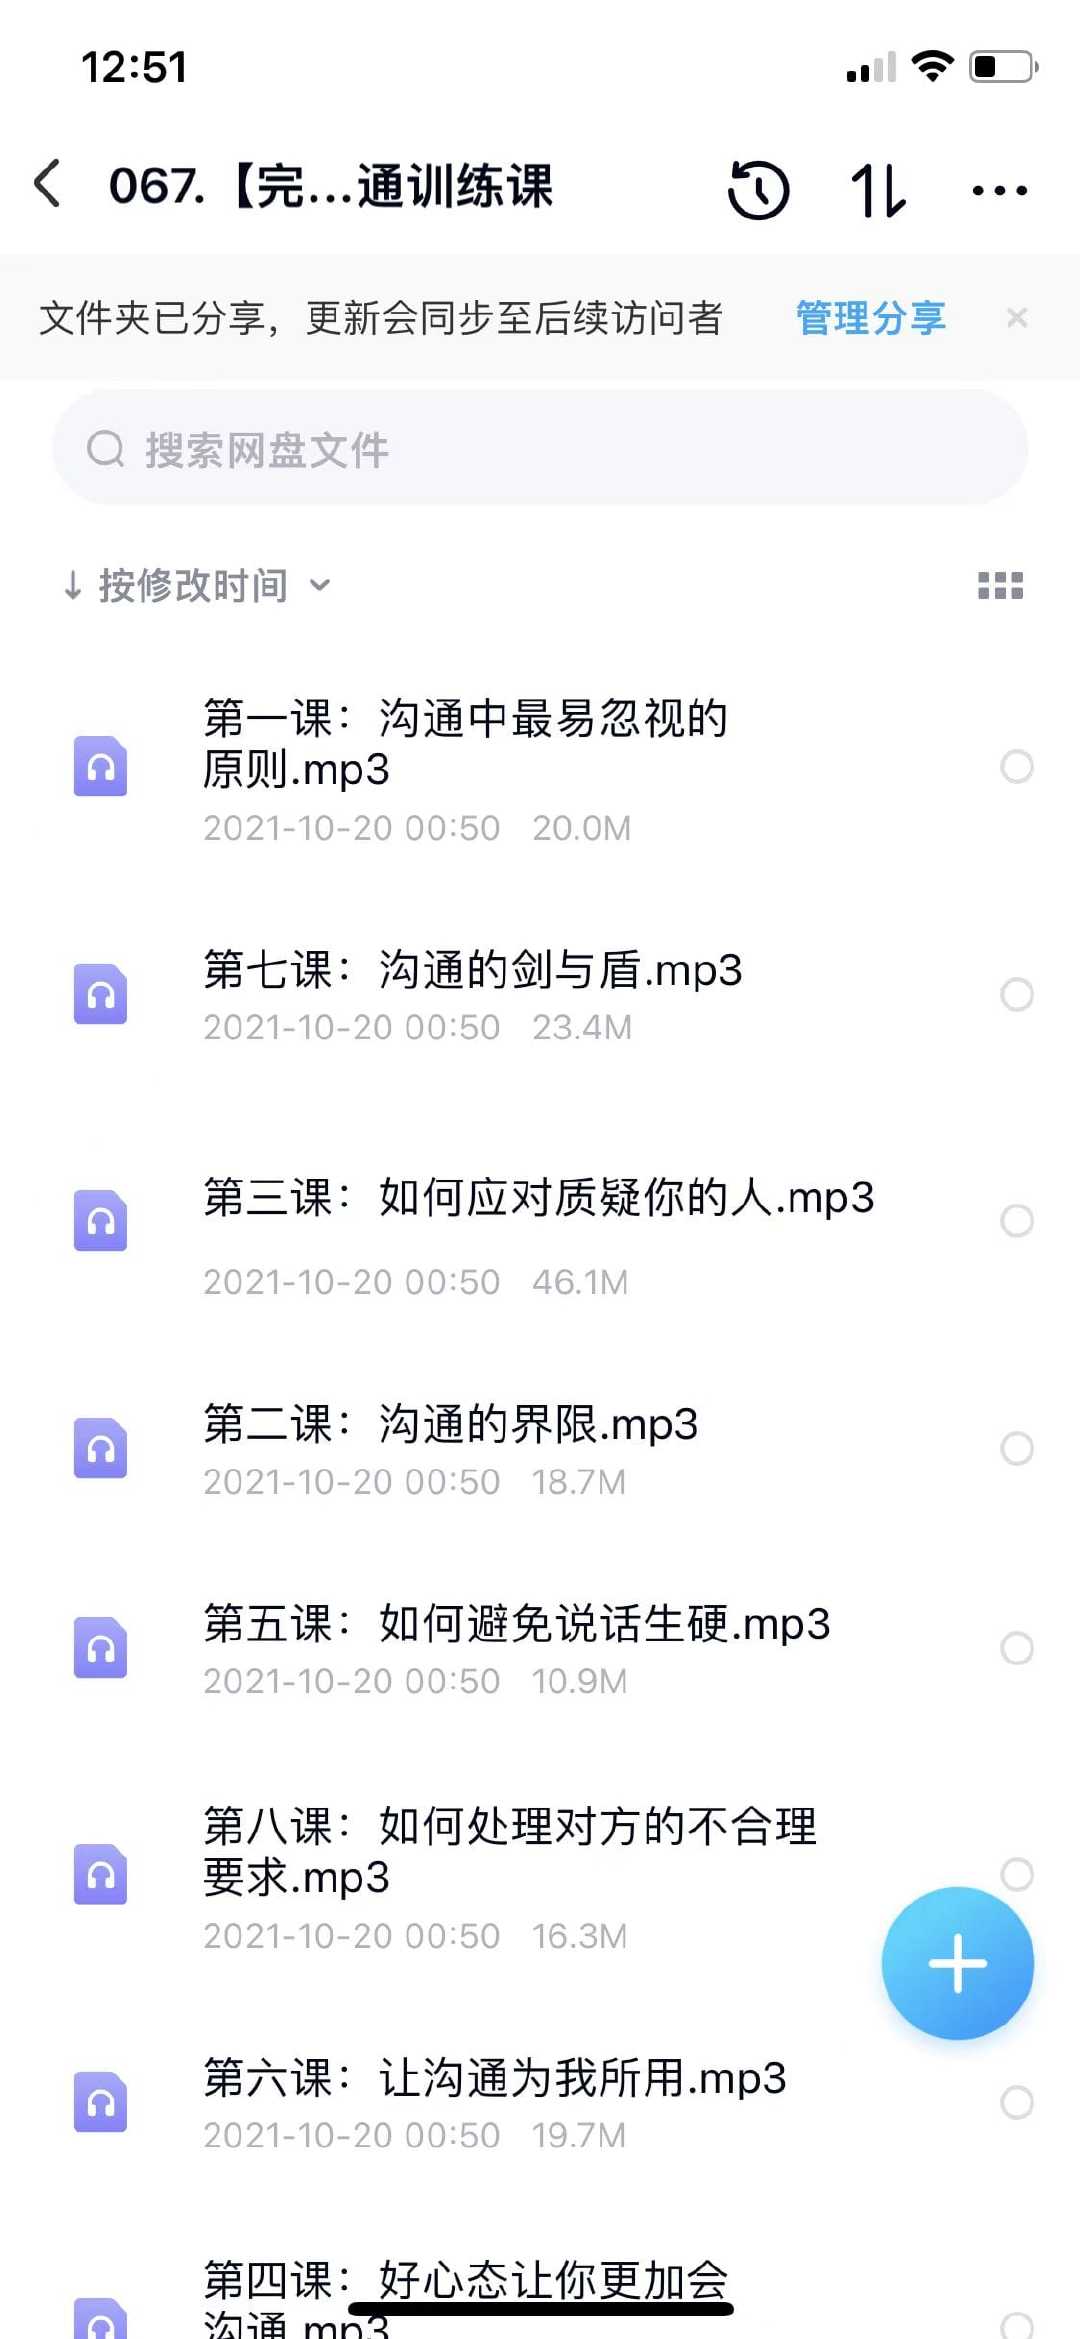 12:51
067.【完...通训练课
文件夹已分享，更新会同步至后续访问者 管理分享 ×
搜索网盘文件
↓ 按修改时间
第一课：沟通中最易忽视的
原则.mp3
2021-10-20 00:50 20.0M
第七课：沟通的剑与盾.mp3
2021-10-20 00:50 23.4M
第三课：如何应对质疑你的人.mp3
2021-10-20 00:50 46.1M
第二课：沟通的界限.mp3
2021-10-20 00:50 18.7M
第五课：如何避免说话生硬.mp3
2021-10-20 00:50 10.9M
第八课：如何处理对方的不合理
要求.mp3
2021-10-20 00:50 16.3M
第六课：让沟通为我所用.mp3
2021-10-20 00:50 19.7M
第四课：好心态让你更加会
沟通.mp3